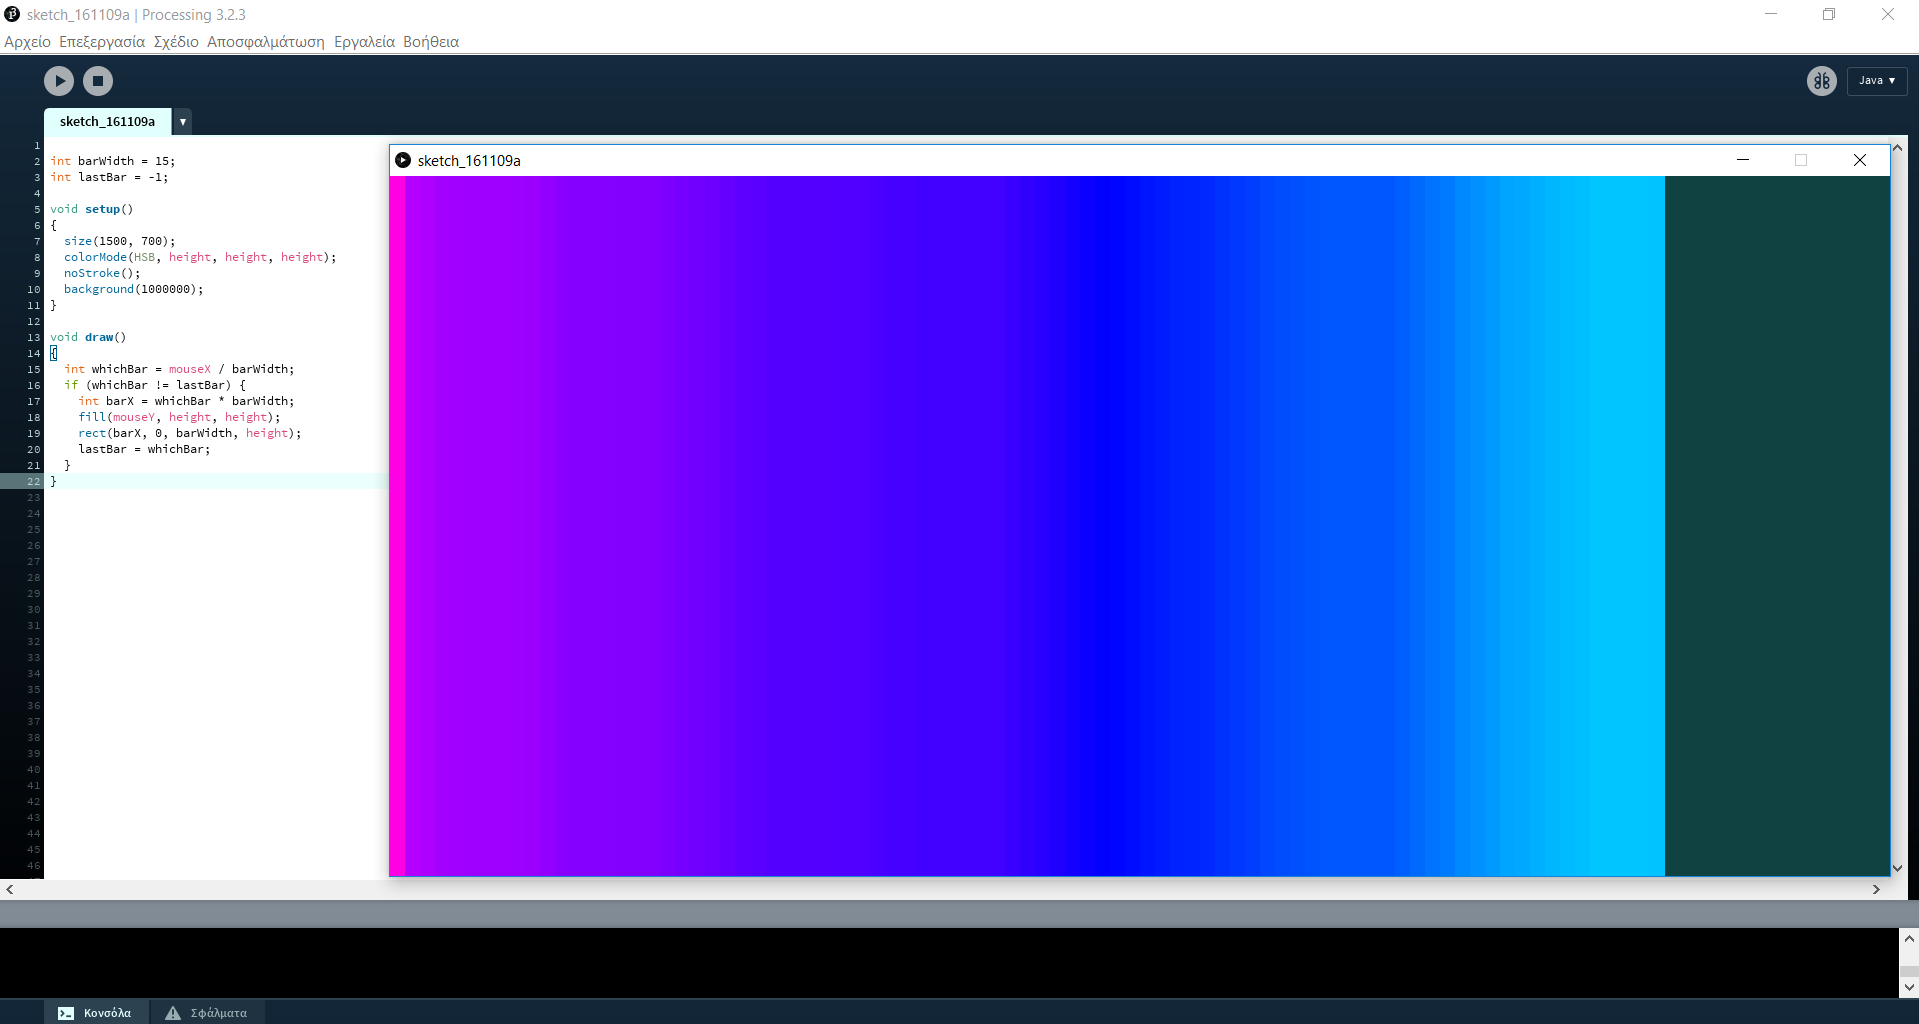 sketch_161109a | Processing 3.2.3
Αρχείο Επεξεργασία Σχέδιο Αποσφαλμάτωση Εργαλεία Βοήθεια
Java ▼
sketch_161109a ▼
sketch_161109a
1
2 int barWidth = 15;
3 int lastBar = -1;
4
5 void setup()
6 {
7   size(1500, 700);
8   colorMode(HSB, height, height, height);
9   noStroke();
10   background(1000000);
11 }
12
13 void draw()
14 {
15   int whichBar = mouseX / barWidth;
16   if (whichBar != lastBar) {
17     int barX = whichBar * barWidth;
18     fill(mouseY, height, height);
19     rect(barX, 0, barWidth, height);
20     lastBar = whichBar;
21   }
22 }
23
24
25
26
27
28
29
30
31
32
33
34
35
36
37
38
39
40
41
42
43
44
45
46
Κονσόλα Σφάλματα